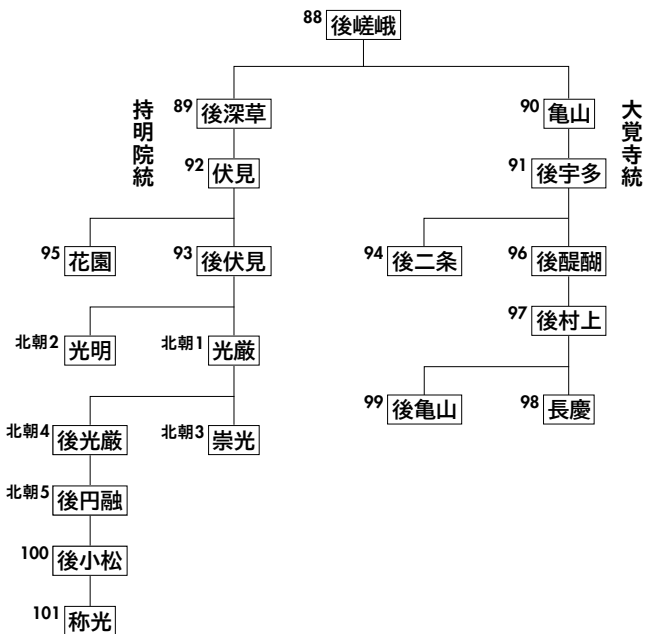 88 後嵯峨
持明院統
大覚寺統
89 後深草
90 亀山
92 伏見
91 後宇多
95 花園
93 後伏見
94 後二条
96 後醍醐
97 後村上
北朝2 光明
北朝1 光厳
99 後亀山
98 長慶
北朝4 後光厳
北朝3 崇光
北朝5 後円融
100 後小松
101 称光